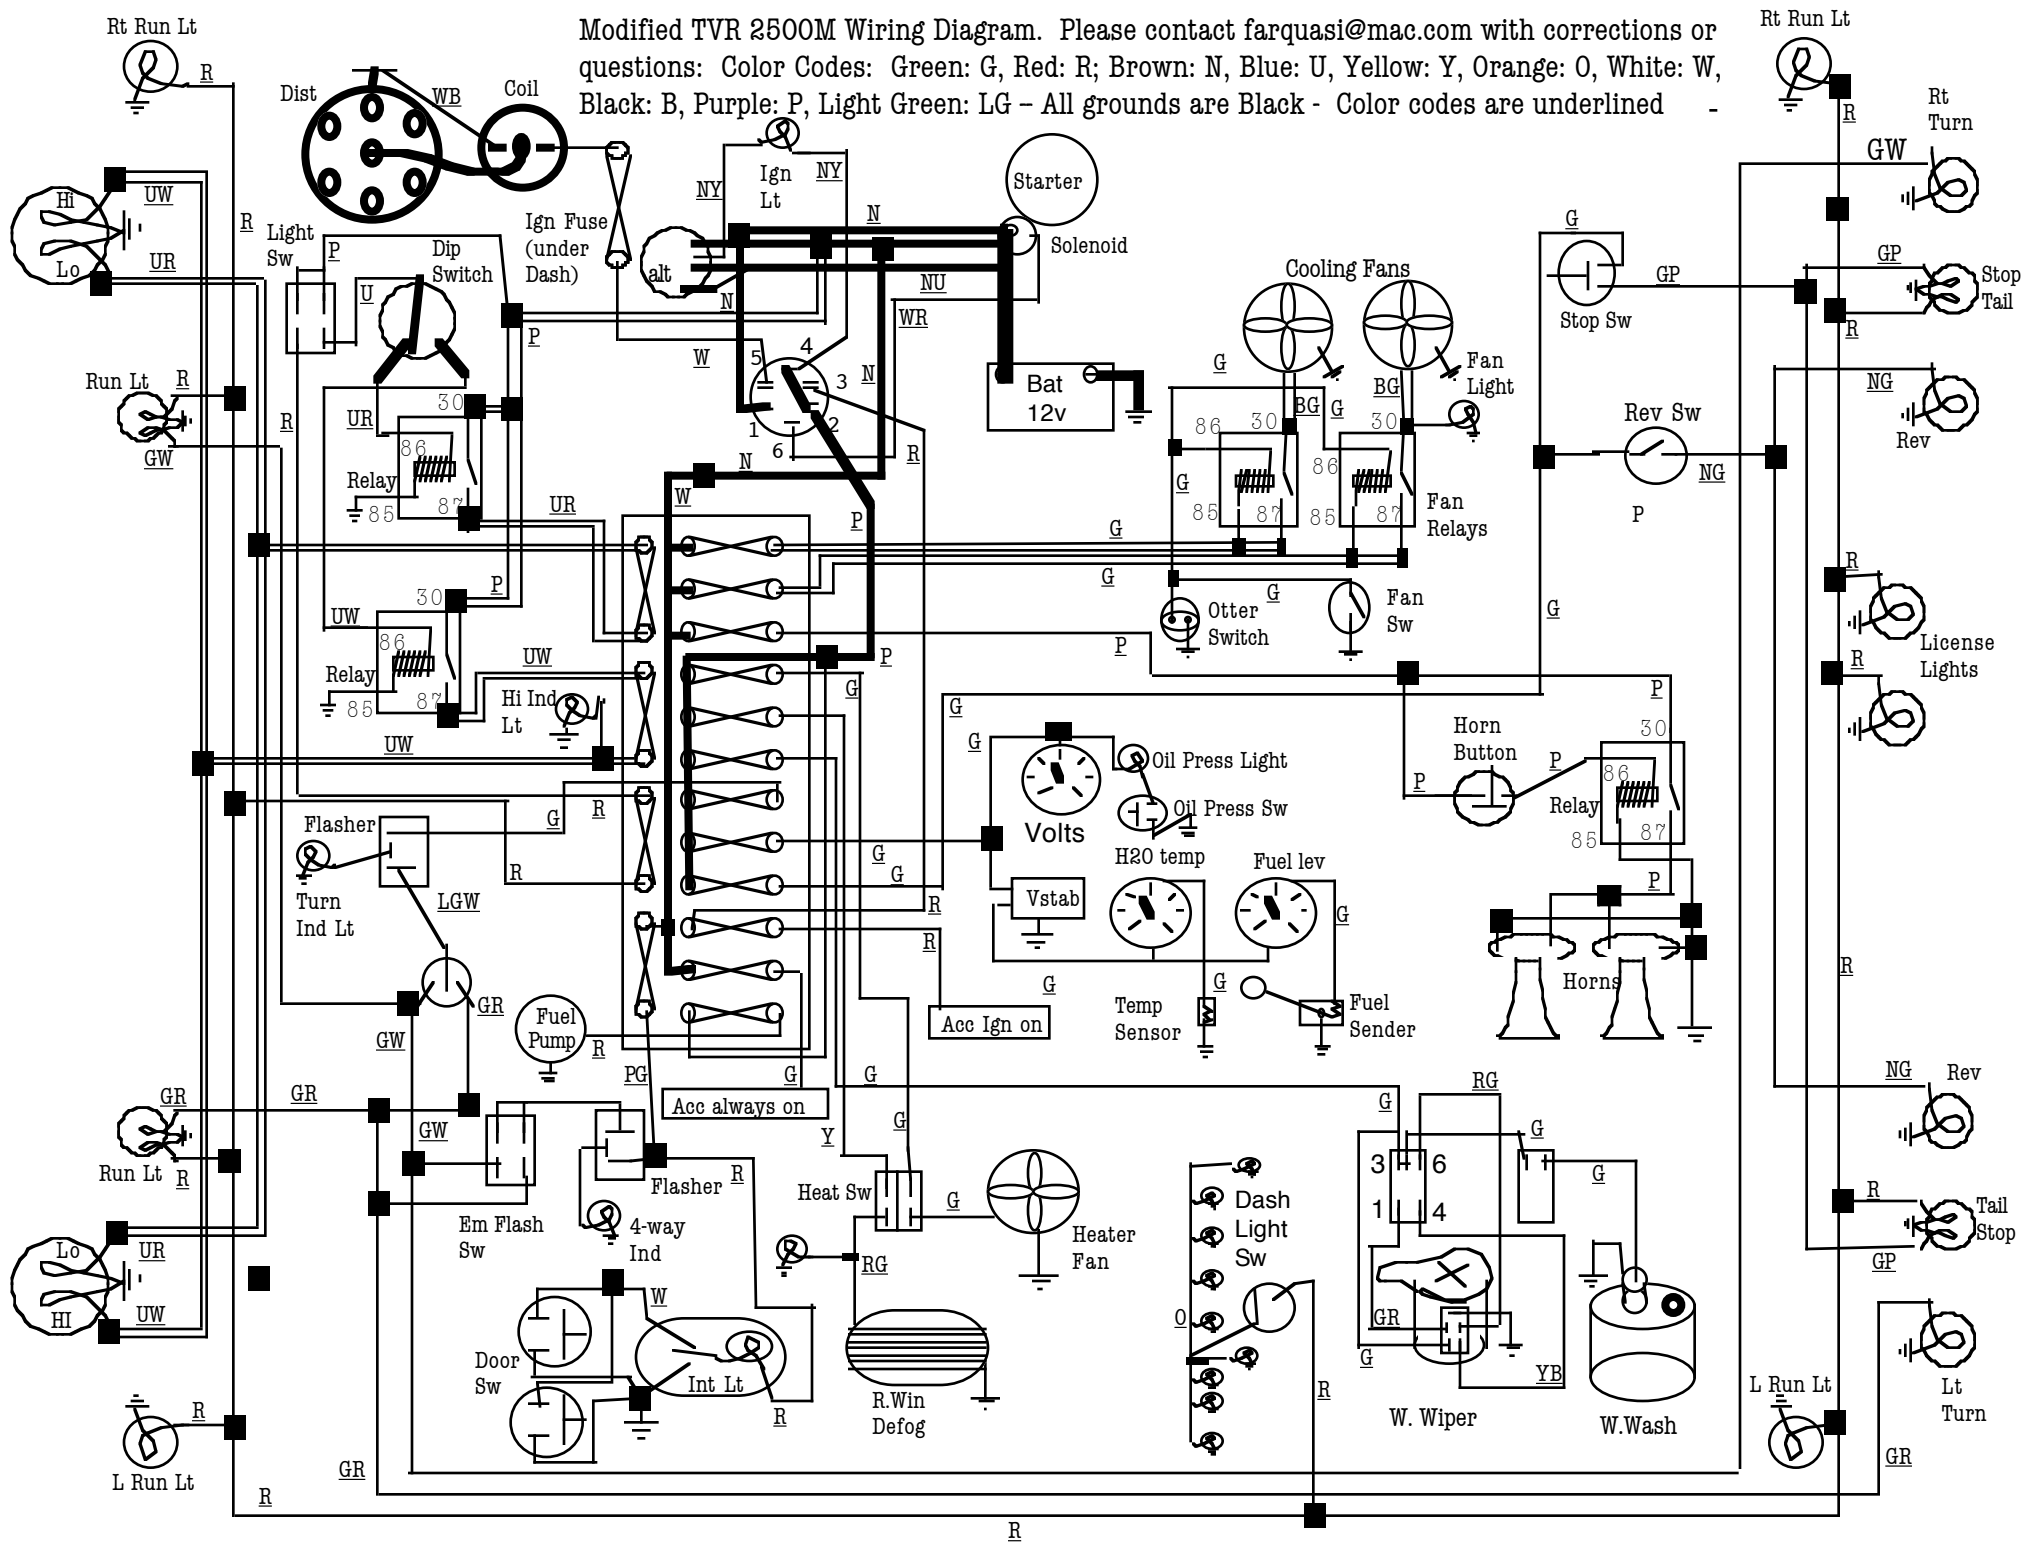 Modified TVR 2500M Wiring Diagram. Please contact farquasi@mac.com with corrections or
questions: Color Codes: Green: G, Red: R; Brown: N, Blue: U, Yellow: Y, Orange: O, White: W,
Black: B, Purple: P, Light Green: LG – All grounds are Black - Color codes are underlined -
Rt Run Lt
R
Dist
WB
Coil
Rt Run Lt
R
Rt
Turn
GW
Hi
UW
Lo
UR
R
Light
Sw
P
Dip
Switch
U
Ign Fuse
(under
Dash)
NY
Ign
Lt
NY
alt
N
N
Starter
Solenoid
NU
WR
W
P
5
4
3
2
1
6
N
R
Bat
12v
Cooling Fans
G
BG
BG
G
Fan
Light
86
30
30
86
G
85
87
85
87
Fan
Relays
G
Stop Sw
GP
GP
Stop
Tail
R
NG
Rev
Rev Sw
NG
P
Run Lt
R
GW
R
UR
30
86
Relay
85
87
UR
P
30
UW
86
Relay
85
87
UW
Hi Ind
Lt
UW
N
W
P
P
G
G
G
Otter
Switch
Fan
Sw
P
G
R
License
Lights
R
P
G
G
G
Volts
Oil Press Light
Oil Press Sw
Horn
Button
P
P
30
86
Relay
85
87
P
Horns
R
R
Flasher
G
R
Turn
Ind Lt
LGW
GR
GW
G
G
R
R
Vstab
H20 temp
Fuel lev
G
G
G
Temp
Sensor
Fuel
Sender
Acc Ign on
Fuel
Pump
R
PG
G
Acc always on
G
G
RG
NG
Rev
GR
GR
GW
Run Lt
R
Em Flash
Sw
Flasher
R
4-way
Ind
Y
G
Heat Sw
G
RG
Heater
Fan
Dash
Light
Sw
O
R
3
6
1
4
G
G
GR
G
YB
W. Wiper
W.Wash
R
Tail
Stop
GP
Lo
UR
HI
UW
Door
Sw
W
Int Lt
R
R.Win
Defog
L Run Lt
Lt
Turn
GR
R
L Run Lt
GR
R
R